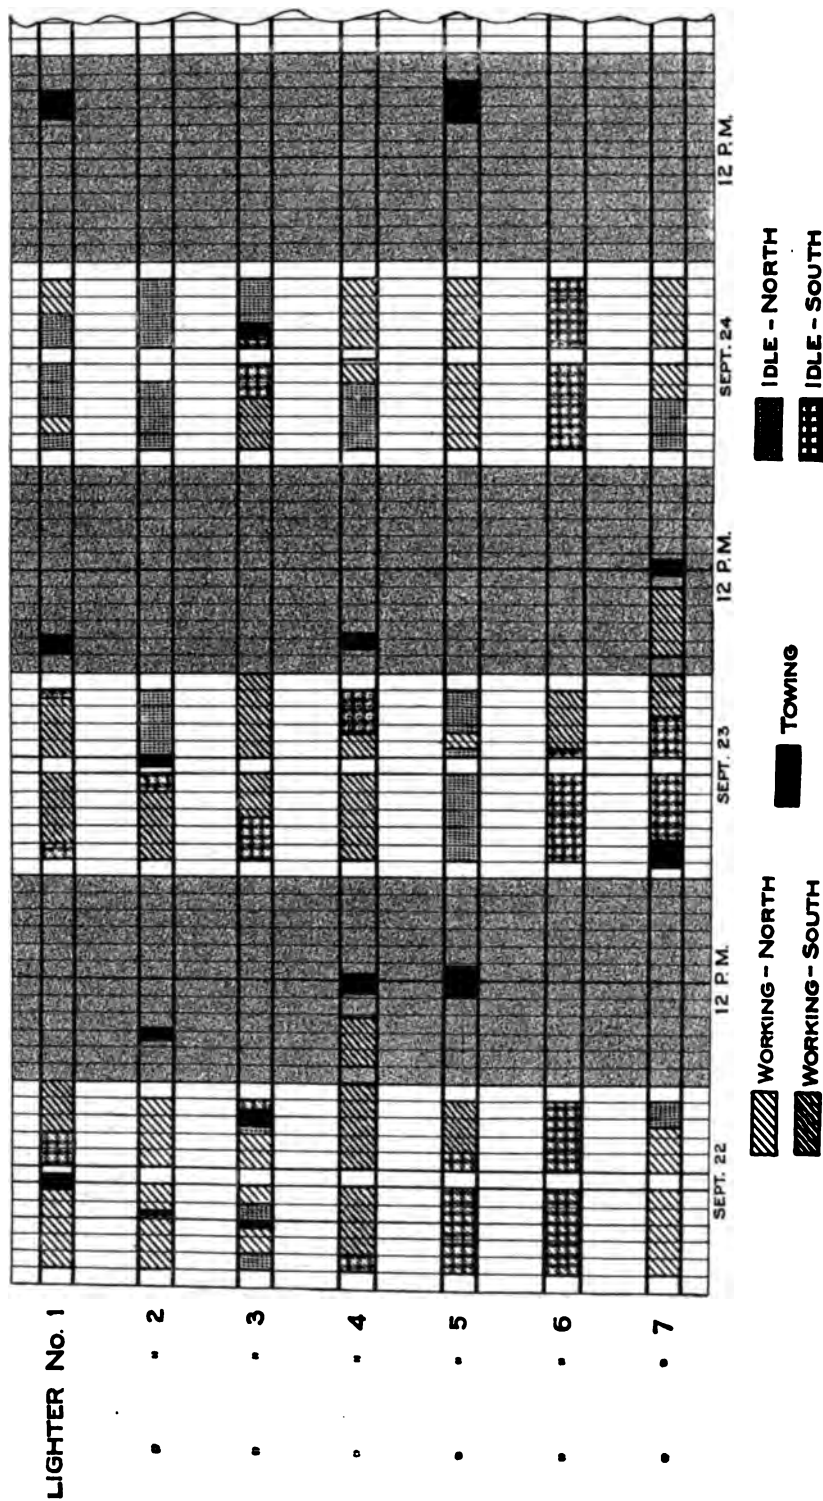 LIGHTER No. 1
" " 2
" " 3
" " 4
" " 5
" " 6
" " 7
SEPT. 22 12 P.M. SEPT. 23 12 P.M. SEPT. 24 12 P.M.
WORKING - NORTH
TOWING
IDLE - NORTH
WORKING - SOUTH
IDLE - SOUTH